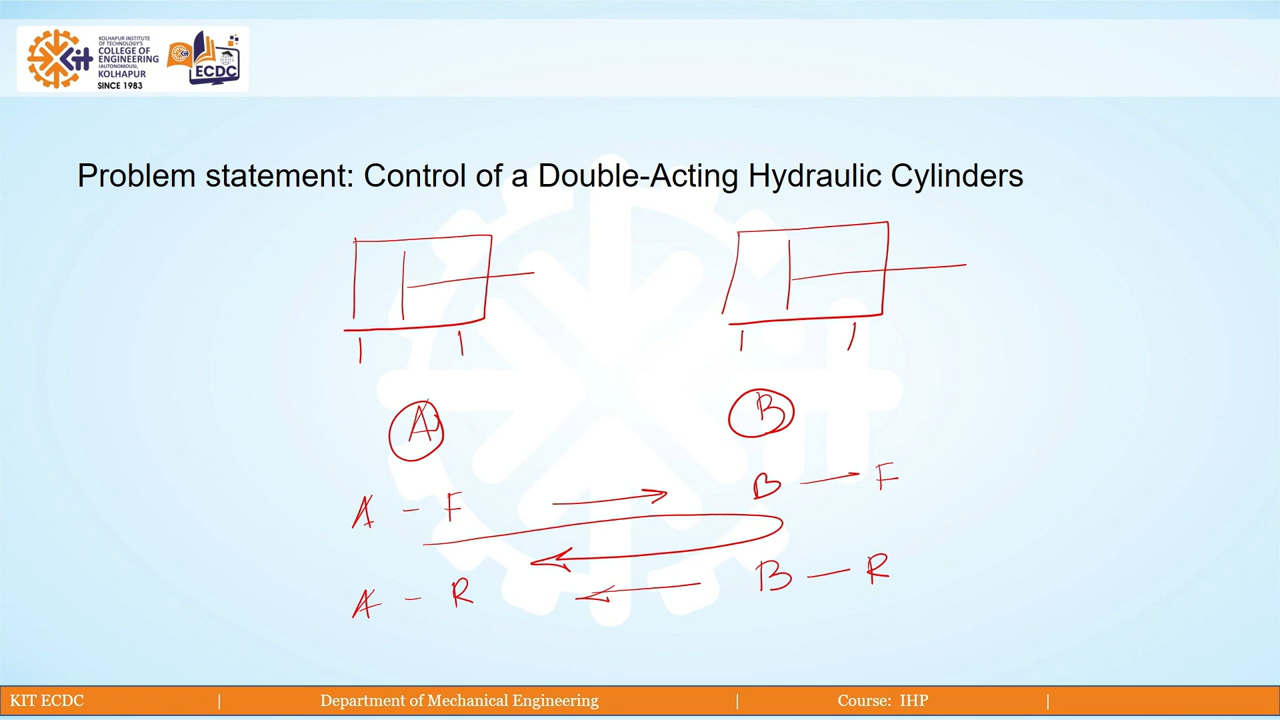 KOLHAPUR INSTITUTE
OF TECHNOLOGY'S
COLLEGE OF
ENGINEERING
(AUTONOMOUS),
KOLHAPUR
SINCE 1983
KIT
ECDC
Problem statement: Control of a Double-Acting Hydraulic Cylinders
A
B
A - F
B - F
A - R
B - R
KIT ECDC | Department of Mechanical Engineering | Course: IHP |